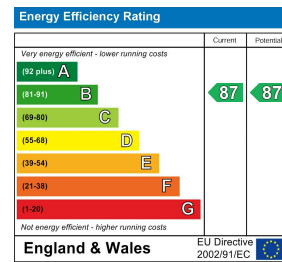 Energy Efficiency Rating
Current Potential
Very energy efficient - lower running costs
(92 plus) A
(81-91) B 87 87
(69-80) C
(55-68) D
(39-54) E
(21-38) F
(1-20) G
Not energy efficient - higher running costs
England & Wales
EU Directive
2002/91/EC